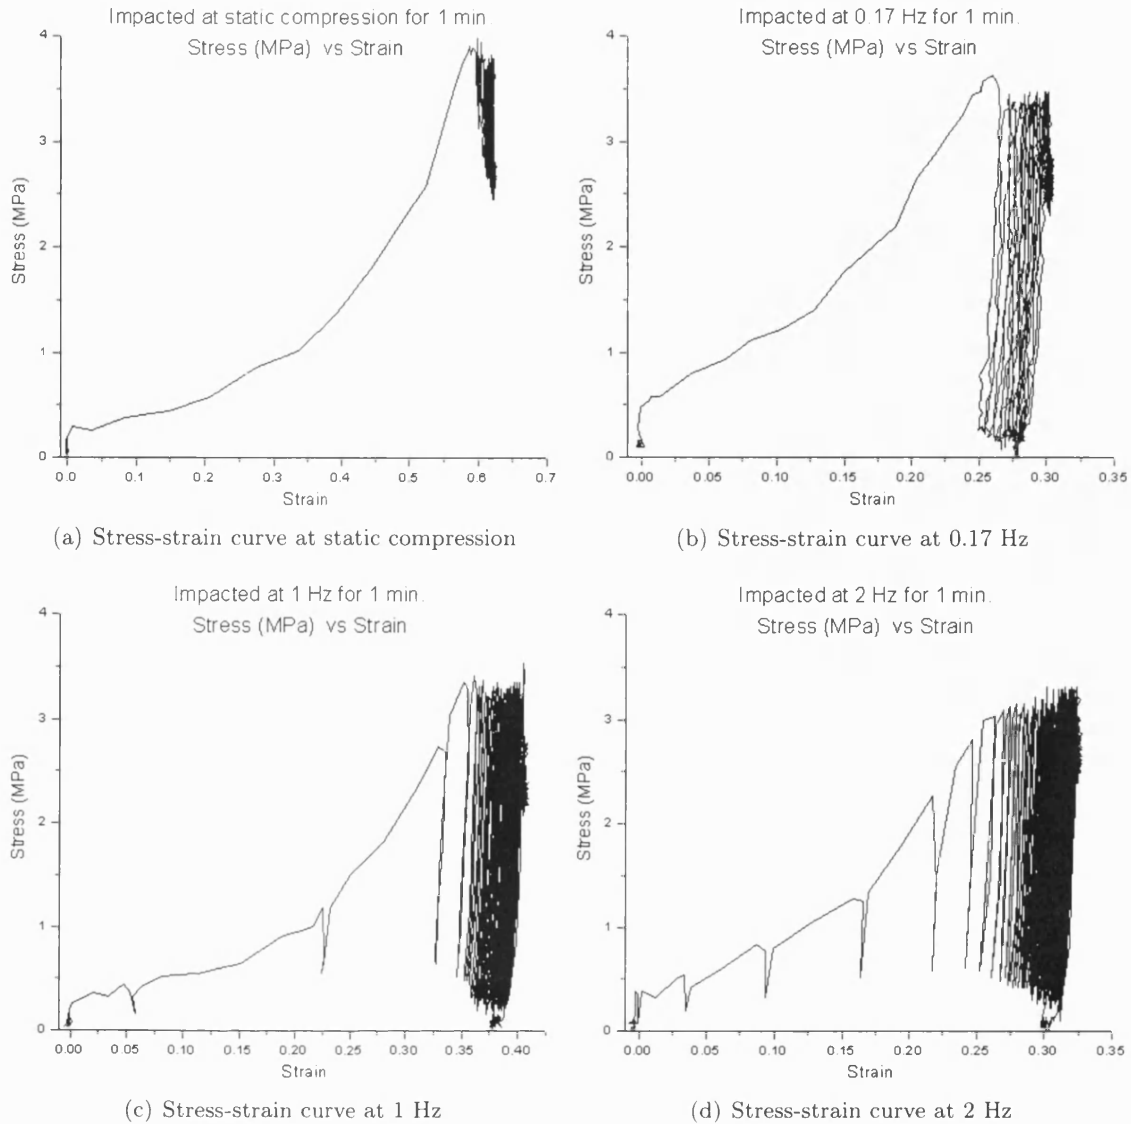 Impacted at static compression for 1 min.
Stress (MPa) vs Strain
4
3
2
1
0
Stress (MPa)
0.0 0.1 0.2 0.3 0.4 0.5 0.6 0.7
Strain
(a) Stress-strain curve at static compression
Impacted at 0.17 Hz for 1 min.
Stress (MPa) vs Strain
4
3
2
1
0
Stress (MPa)
0.00 0.05 0.10 0.15 0.20 0.25 0.30 0.35
Strain
(b) Stress-strain curve at 0.17 Hz
Impacted at 1 Hz for 1 min.
Stress (MPa) vs Strain
4
3
2
1
0
Stress (MPa)
0.00 0.05 0.10 0.15 0.20 0.25 0.30 0.35 0.40
Strain
(c) Stress-strain curve at 1 Hz
Impacted at 2 Hz for 1 min.
Stress (MPa) vs Strain
4
3
2
1
0
Stress (MPa)
0.00 0.05 0.10 0.15 0.20 0.25 0.30 0.35
Strain
(d) Stress-strain curve at 2 Hz